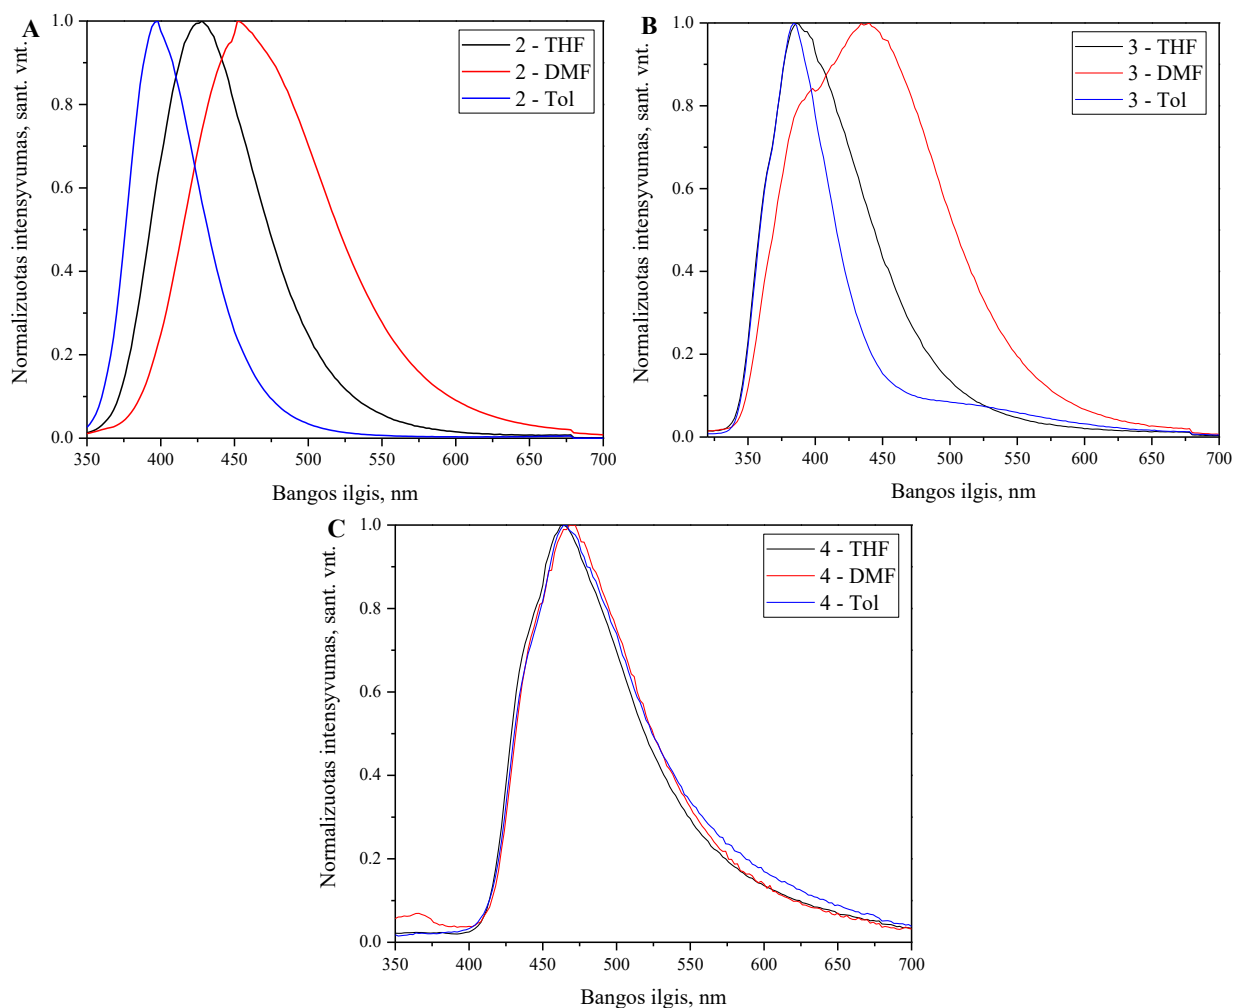 A
Normalizuotas intensyvumas, sant. vnt.
1.0
0.8
0.6
0.4
0.2
0.0
2 - THF
2 - DMF
2 - Tol
350 400 450 500 550 600 650 700
Bangos ilgis, nm
B
Normalizuotas intensyvumas, sant. vnt.
1.0
0.8
0.6
0.4
0.2
0.0
3 - THF
3 - DMF
3 - Tol
350 400 450 500 550 600 650 700
Bangos ilgis, nm
C
Normalizuotas intensyvumas, sant. vnt.
1.0
0.8
0.6
0.4
0.2
0.0
4 - THF
4 - DMF
4 - Tol
350 400 450 500 550 600 650 700
Bangos ilgis, nm